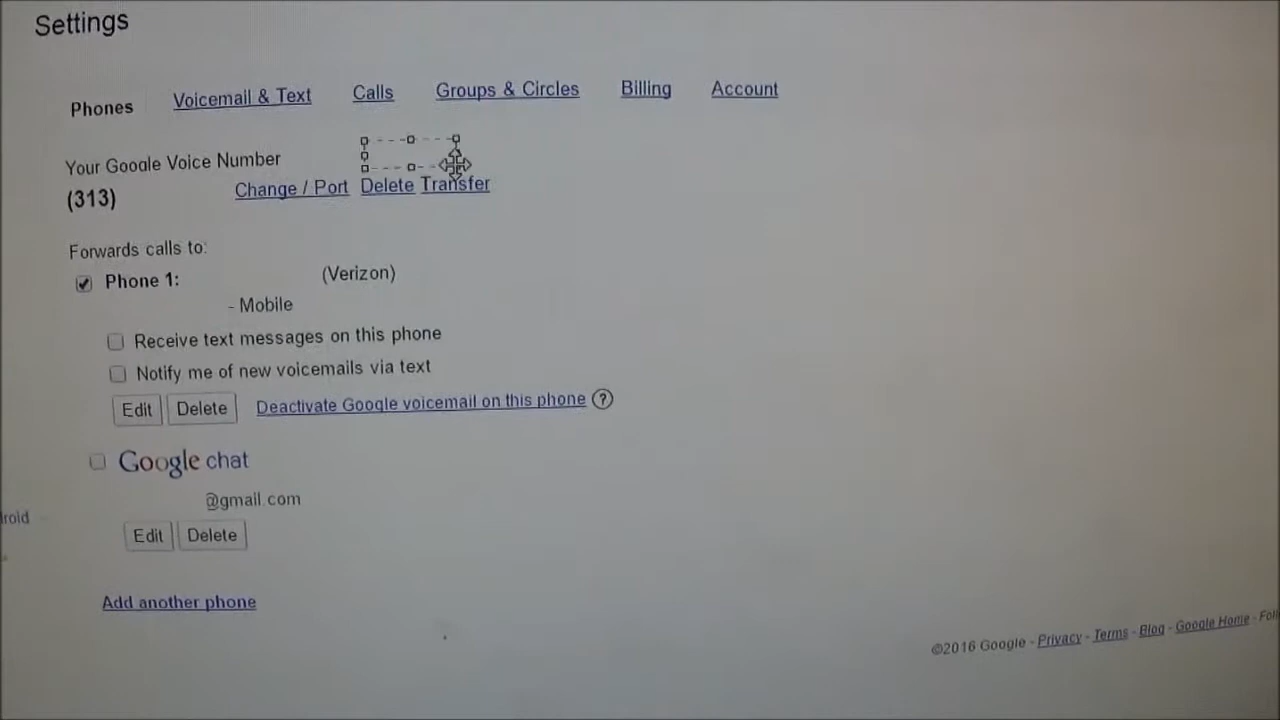 Settings
Phones Voicemail & Text Calls Groups & Circles Billing Account
Your Google Voice Number
(313) Change / Port Delete Transfer
Forwards calls to:
Phone 1: (Verizon)
- Mobile
Receive text messages on this phone
Notify me of new voicemails via text
Edit Delete Deactivate Google voicemail on this phone ?
Google chat
@gmail.com
droid
Edit Delete
Add another phone
©2016 Google - Privacy - Terms - Blog - Google Home - Foll